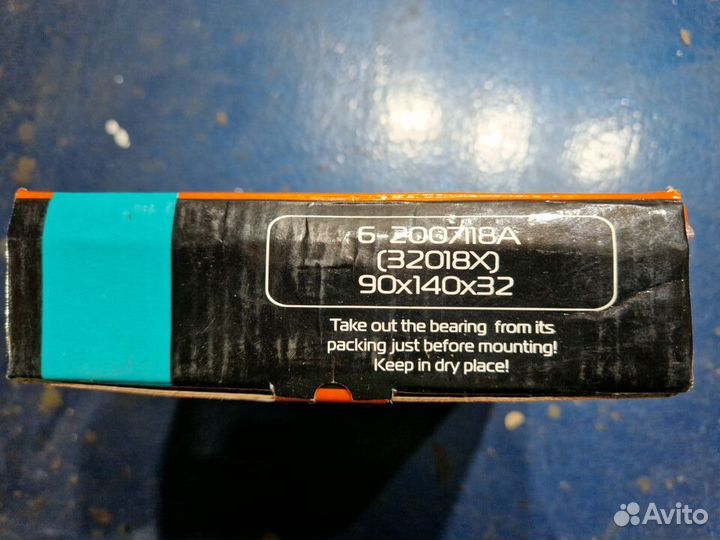 6-2007118A
(32018X)
90x140x32
Take out the bearing from its
packing just before mounting!
Keep in dry place!
Avito